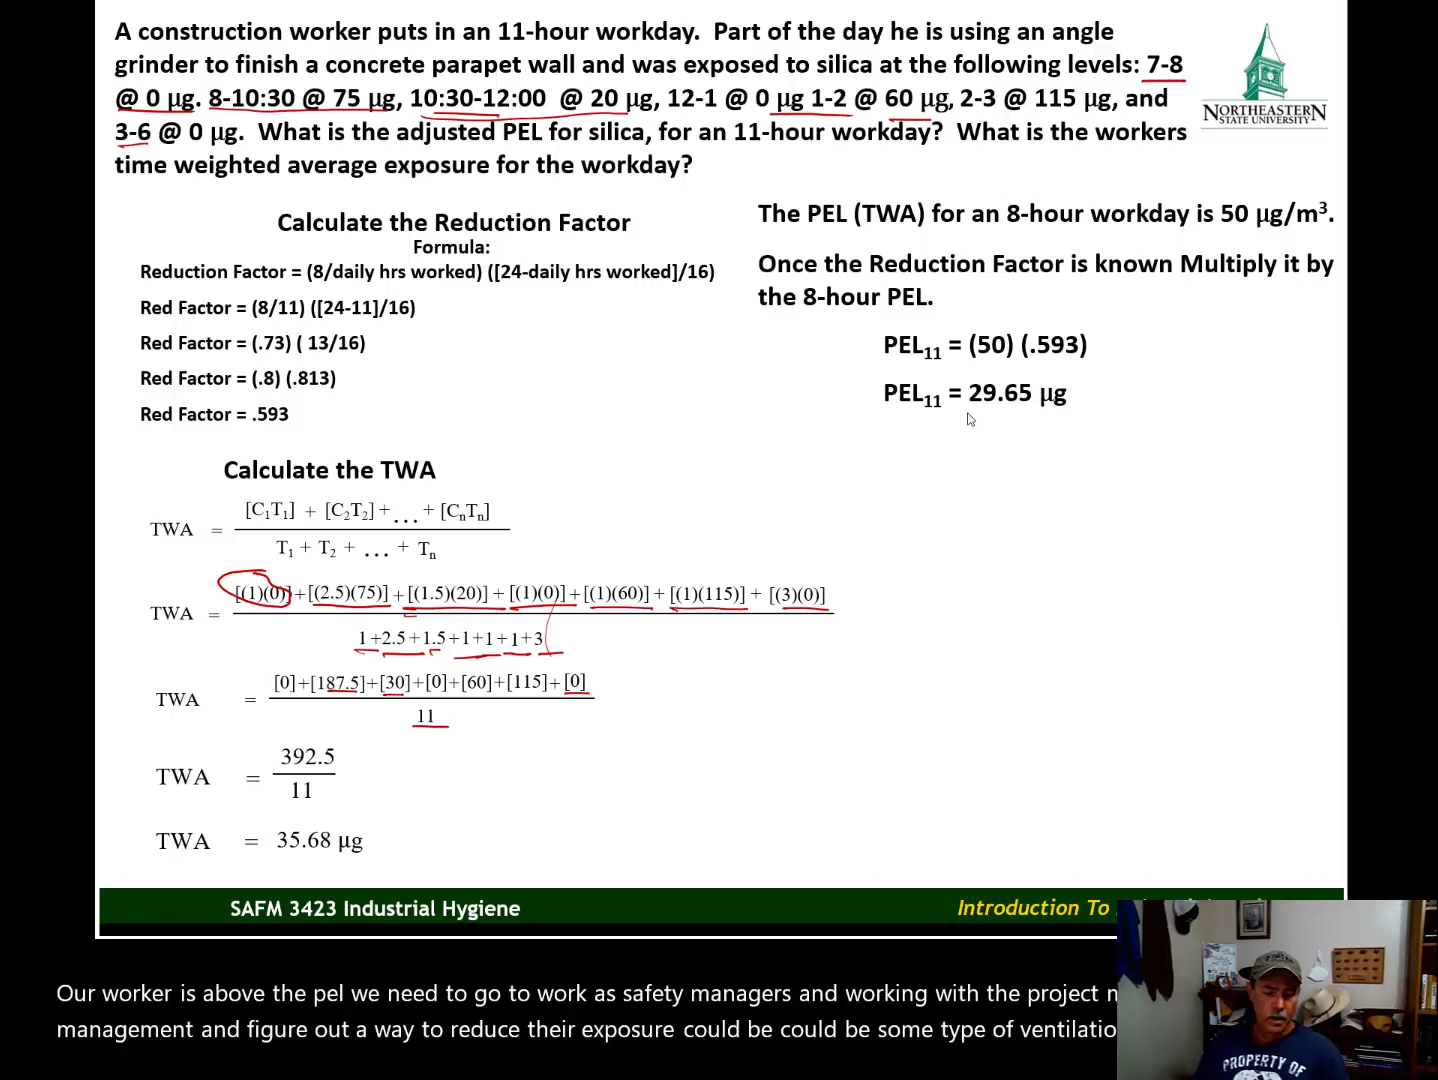 A construction worker puts in an 11-hour workday.  Part of the day he is using an angle
grinder to finish a concrete parapet wall and was exposed to silica at the following levels: 7-8
@ 0 μg. 8-10:30 @ 75 μg, 10:30-12:00  @ 20 μg, 12-1 @ 0 μg 1-2 @ 60 μg, 2-3 @ 115 μg, and
3-6 @ 0 μg.  What is the adjusted PEL for silica, for an 11-hour workday?  What is the workers
time weighted average exposure for the workday?
NORTHEASTERN
STATE UNIVERSITY
Calculate the Reduction Factor
Formula:
Reduction Factor = (8/daily hrs worked) ([24-daily hrs worked]/16)
Red Factor = (8/11) ([24-11]/16)
Red Factor = (.73) ( 13/16)
Red Factor = (.8) (.813)
Red Factor = .593
The PEL (TWA) for an 8-hour workday is 50 μg/m³.
Once the Reduction Factor is known Multiply it by
the 8-hour PEL.
PEL₁₁ = (50) (.593)
PEL₁₁ = 29.65 μg
Calculate the TWA
[C₁T₁] + [C₂T₂] + ... + [CₙTₙ]
TWA =
T₁ + T₂ + ... + Tₙ
[(1)(0)]+[(2.5)(75)]+[(1.5)(20)]+[(1)(0)]+[(1)(60)]+[(1)(115)]+[(3)(0)]
TWA =
1+2.5+1.5+1+1+1+3
[0]+[187.5]+[30]+[0]+[60]+[115]+[0]
TWA =
11
392.5
TWA =
11
TWA = 35.68 μg
SAFM 3423 Industrial Hygiene
Introduction To
Our worker is above the pel we need to go to work as safety managers and working with the project
management and figure out a way to reduce their exposure could be could be some type of
PROPERTY OF